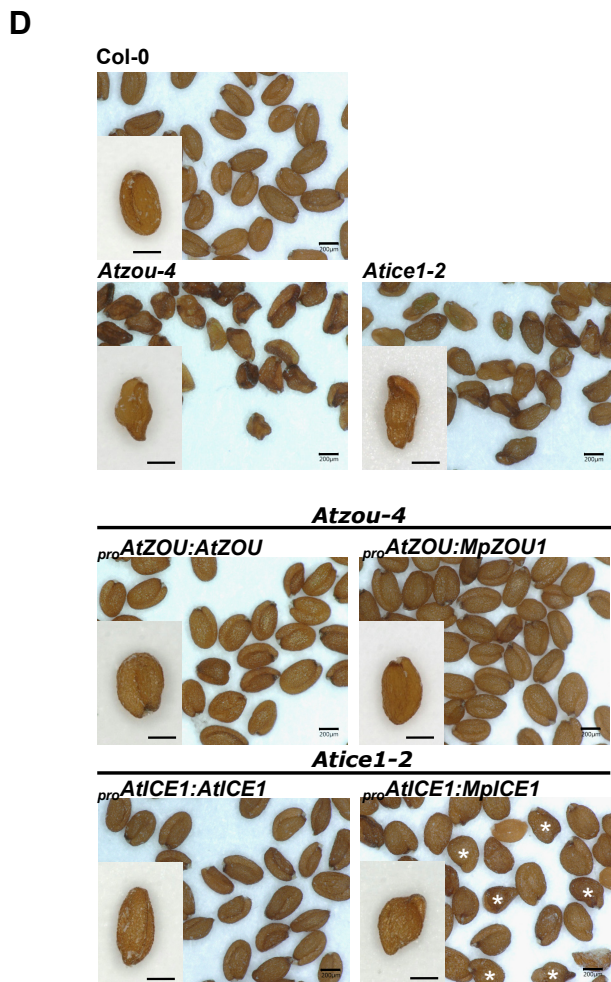 D
Col-0
200µm
Atzou-4
Atice1-2
200µm
200µm
Atzou-4
proAtZOU:AtZOU
proAtZOU:MpZOU1
200µm
200µm
Atice1-2
proAtICE1:AtICE1
proAtICE1:MpICE1
*
*
*
*
200µm
*
*
200µm